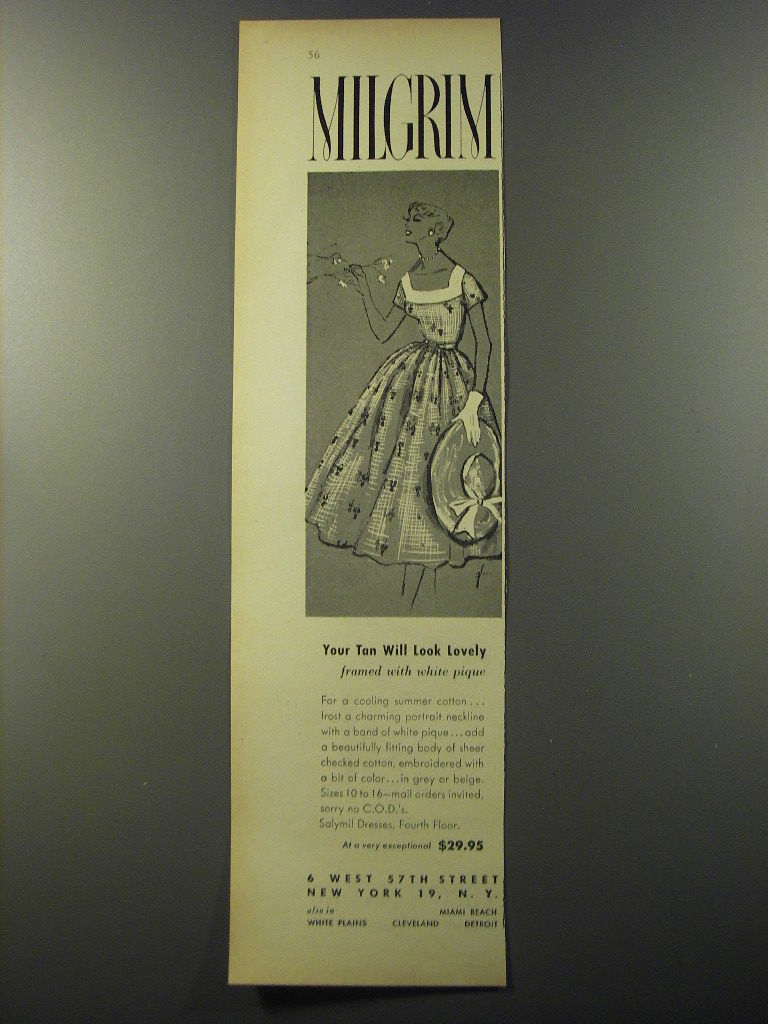 56
MILGRIM
Your Tan Will Look Lovely
framed with white pique
For a cooling summer cotton...
frost a charming portrait neckline
with a band of white pique...add
a beautifully fitting body of sheer
checked cotton, embroidered with
a bit of color...in grey or beige.
Sizes 10 to 16—mail orders invited,
sorry no C.O.D.'s.
Salymil Dresses, Fourth Floor.
At a very exceptional $29.95
6 WEST 57TH STREET
NEW YORK 19, N. Y.
also in MIAMI BEACH
WHITE PLAINS CLEVELAND DETROIT